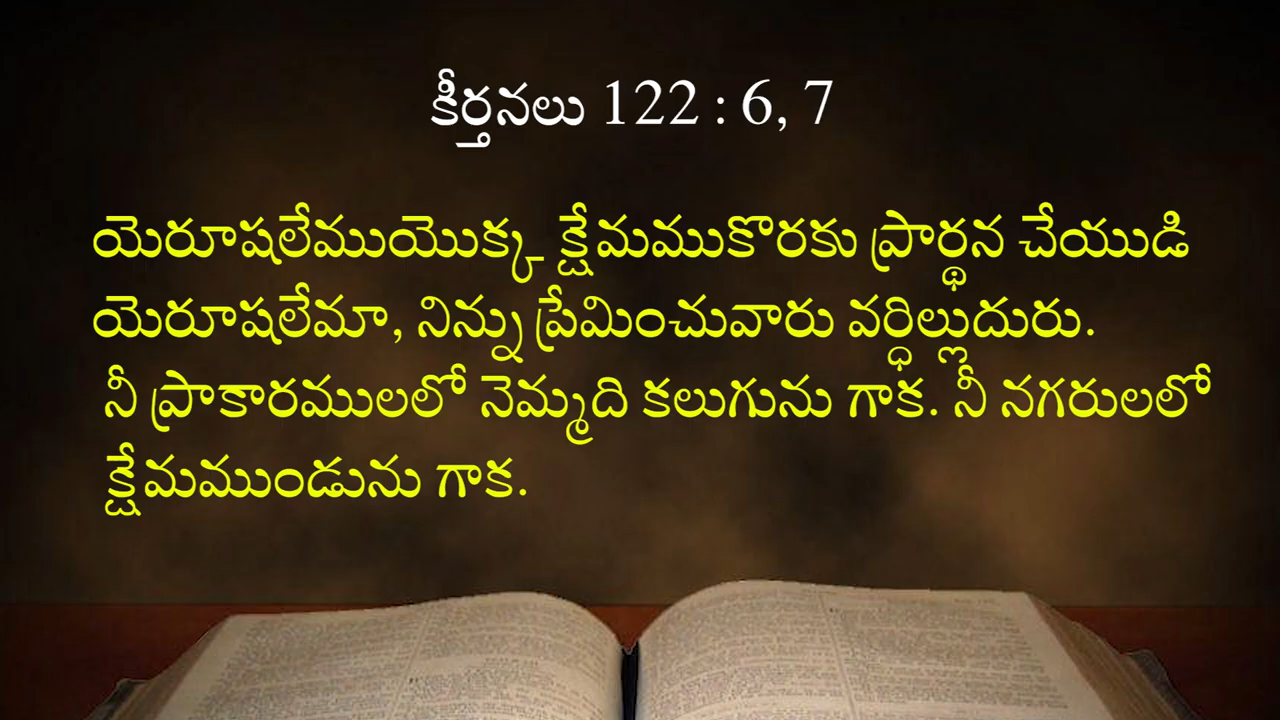 కీర్తనలు 122 : 6, 7
యెరూషలేముయొక్క క్షేమముకొరకు ప్రార్థన చేయుడి
యెరూషలేమా, నిన్ను ప్రేమించువారు వర్ధిల్లుదురు.
నీ ప్రాకారములలో నెమ్మది కలుగును గాక. నీ నగరులలో
క్షేమముండును గాక.